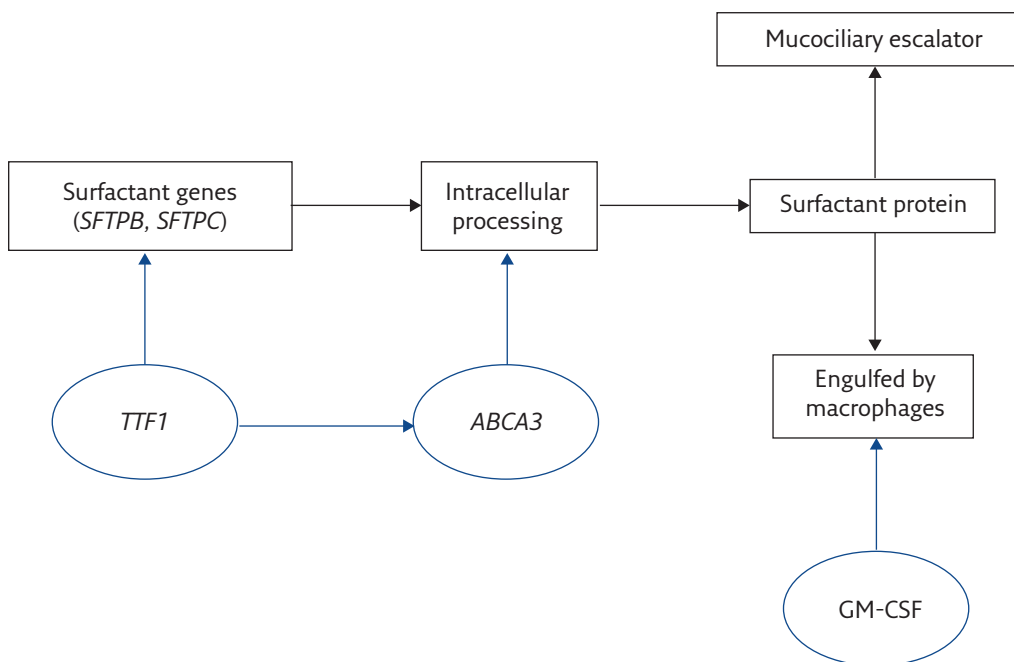 Mucociliary escalator
Surfactant genes
(SFTPB, SFTPC)
Intracellular
processing
Surfactant protein
Engulfed by
macrophages
TTF1
ABCA3
GM-CSF